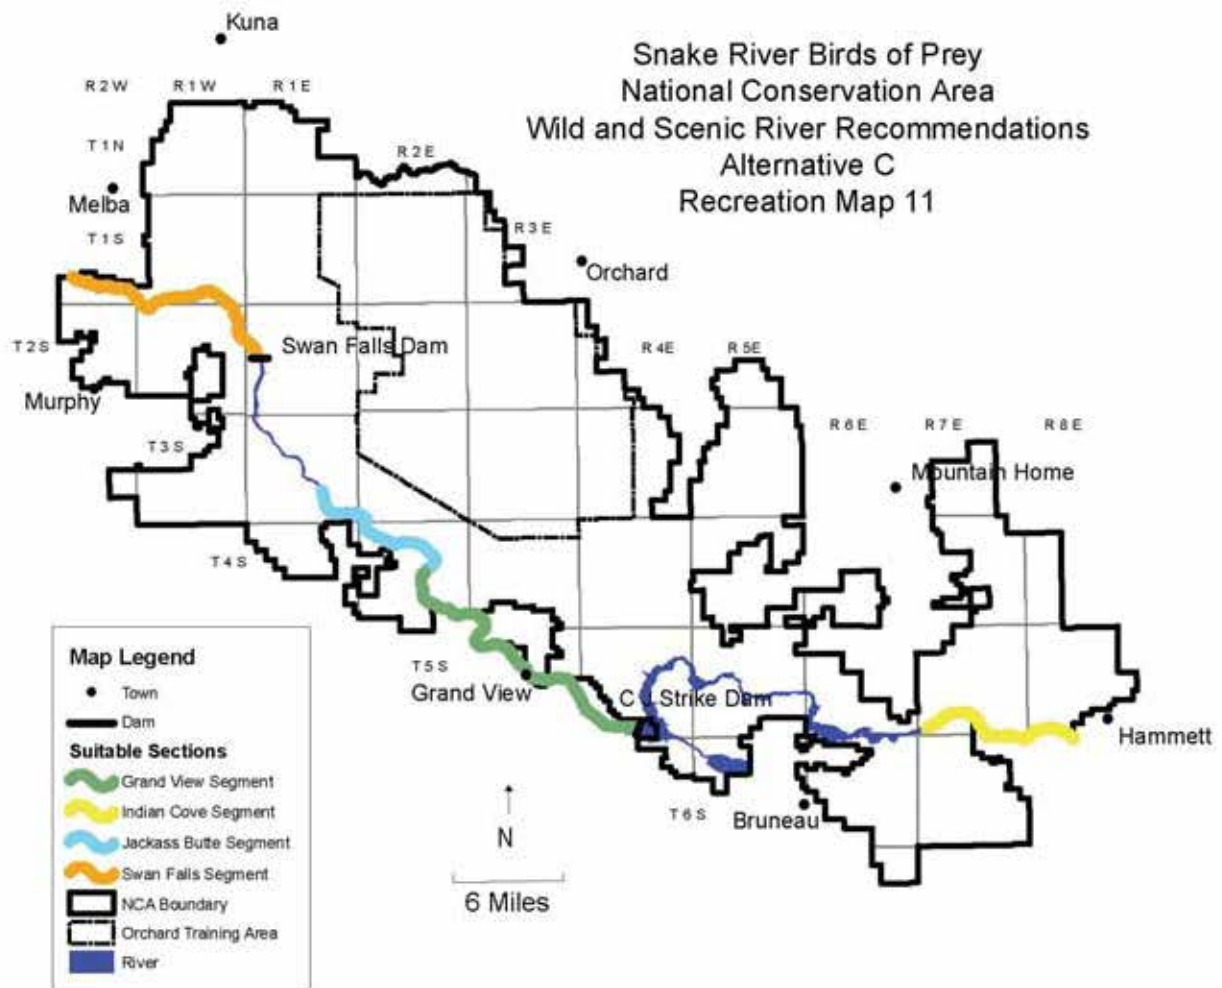 Kuna
Snake River Birds of Prey
National Conservation Area
Wild and Scenic River Recommendations
Alternative C
Recreation Map 11
R 2 W
R 1 W
R 1 E
T 1 N
R 2 E
Melba
T 1 S
R 3 E
Orchard
T 2 S
Swan Falls Dam
R 4 E
R 5 E
Murphy
T 3 S
R 6 E
R 7 E
R 8 E
Mountain Home
T 4 S
T 5 S
Grand View
C J Strike Dam
Hammett
T 6 S
Bruneau
N
6 Miles
Map Legend
Town
Dam
Suitable Sections
Grand View Segment
Indian Cove Segment
Jackass Butte Segment
Swan Falls Segment
NCA Boundary
Orchard Training Area
River